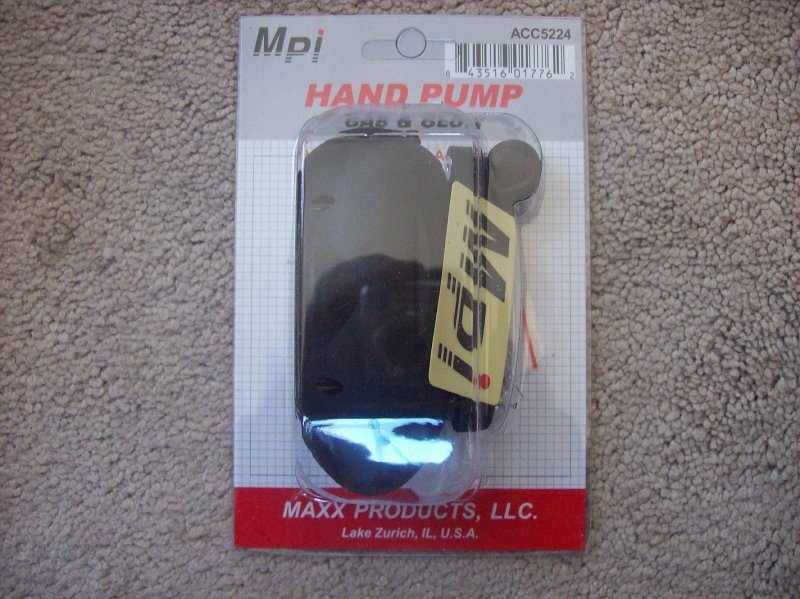 Mpi
ACC5224
8 43516 01776 2
HAND PUMP
Mpi
MAXX PRODUCTS, LLC.
Lake Zurich, IL, U.S.A.